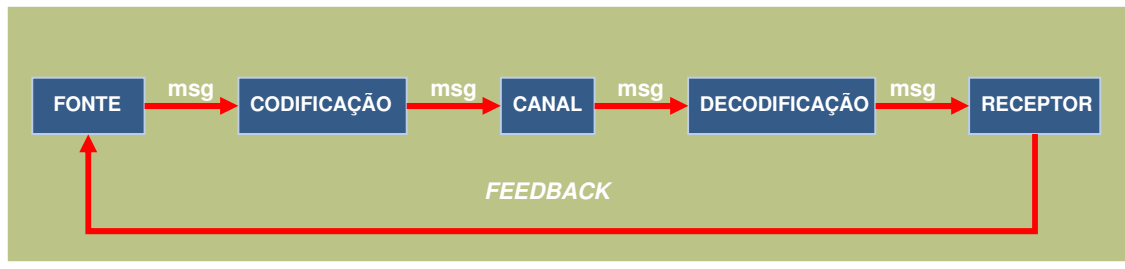 msg msg msg msg
FONTE CODIFICAÇÃO CANAL DECODIFICAÇÃO RECEPTOR
FEEDBACK